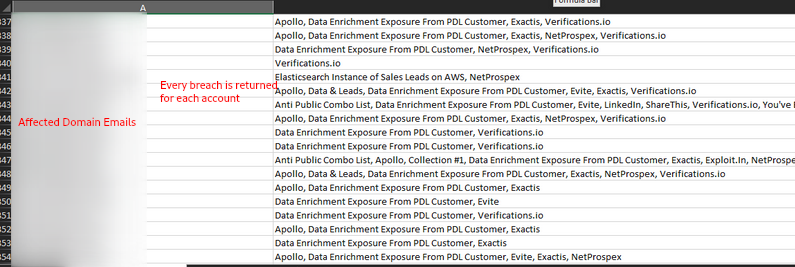 Formula Bar
A
337 Apollo, Data Enrichment Exposure From PDL Customer, Exactis, Verifications.io
338 Apollo, Data Enrichment Exposure From PDL Customer, Exactis, NetProspex, Verifications.io
339 Data Enrichment Exposure From PDL Customer, NetProspex, Verifications.io
340 Verifications.io
341 Elasticsearch Instance of Sales Leads on AWS, NetProspex
Every breach is returned
342 Apollo, Data & Leads, Data Enrichment Exposure From PDL Customer, Evite, Exactis, Verifications.io
for each account
343 Anti Public Combo List, Data Enrichment Exposure From PDL Customer, Evite, LinkedIn, ShareThis, Verifications.io, You've
Affected Domain Emails
344 Apollo, Data Enrichment Exposure From PDL Customer, Exactis, NetProspex, Verifications.io
345 Data Enrichment Exposure From PDL Customer, Verifications.io
346 Data Enrichment Exposure From PDL Customer, Verifications.io
347 Anti Public Combo List, Apollo, Collection #1, Data Enrichment Exposure From PDL Customer, Exactis, Exploit.In, NetProspe
348 Apollo, Data & Leads, Data Enrichment Exposure From PDL Customer, Exactis, NetProspex, Verifications.io
349 Apollo, Data Enrichment Exposure From PDL Customer, Exactis
350 Data Enrichment Exposure From PDL Customer, Evite
351 Data Enrichment Exposure From PDL Customer, Verifications.io
352 Apollo, Data Enrichment Exposure From PDL Customer, Exactis
353 Data Enrichment Exposure From PDL Customer, Exactis
354 Apollo, Data Enrichment Exposure From PDL Customer, Evite, Exactis, NetProspex